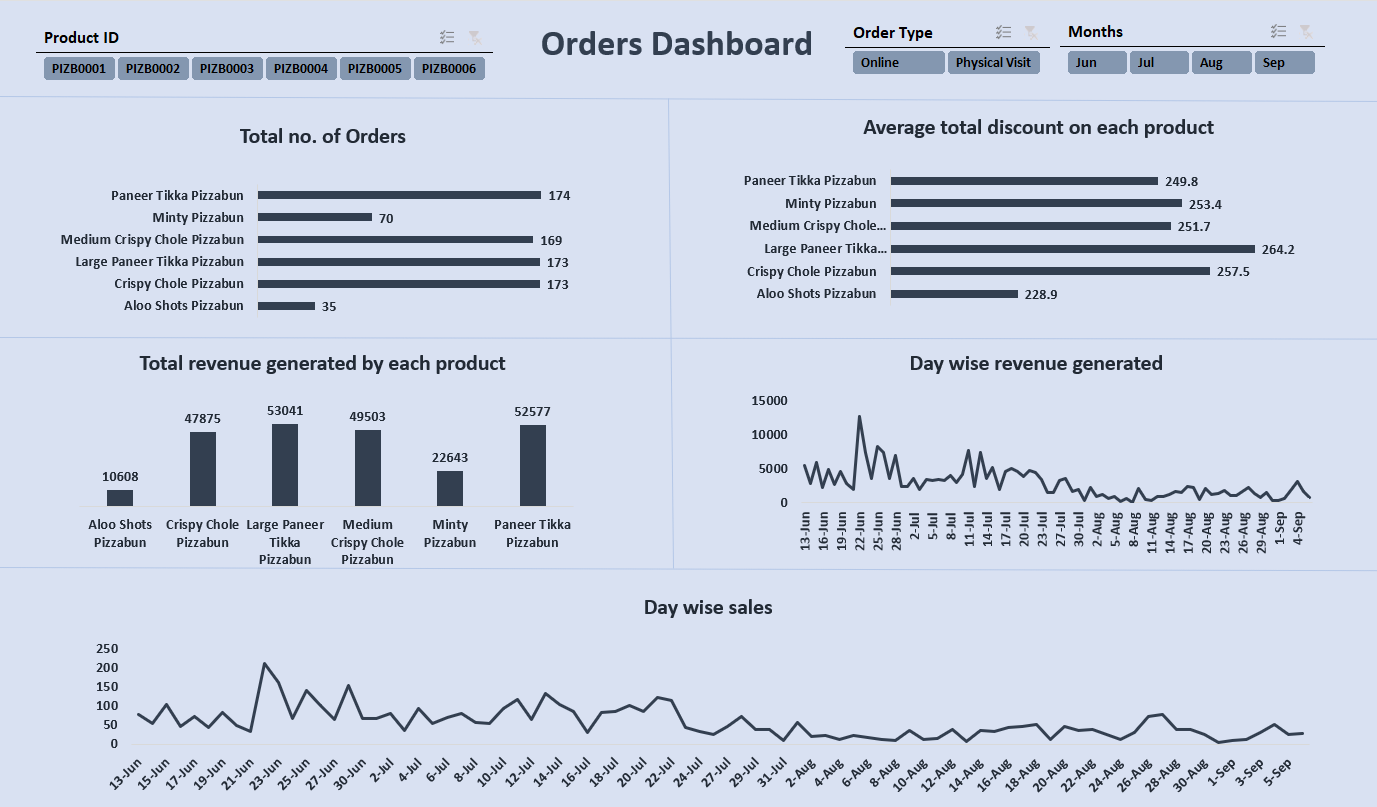 Product ID
PIZB0001 PIZB0002 PIZB0003 PIZB0004 PIZB0005 PIZB0006
Orders Dashboard
Order Type
Online Physical Visit
Months
Jun Jul Aug Sep
Total no. of Orders
Paneer Tikka Pizzabun 174
Minty Pizzabun 70
Medium Crispy Chole Pizzabun 169
Large Paneer Tikka Pizzabun 173
Crispy Chole Pizzabun 173
Aloo Shots Pizzabun 35
Average total discount on each product
Paneer Tikka Pizzabun 249.8
Minty Pizzabun 253.4
Medium Crispy Chole... 251.7
Large Paneer Tikka... 264.2
Crispy Chole Pizzabun 257.5
Aloo Shots Pizzabun 228.9
Total revenue generated by each product
10608 47875 53041 49503 22643 52577
Aloo Shots Crispy Chole Large Paneer Medium Minty Paneer Tikka
Pizzabun Pizzabun Tikka Crispy Chole Pizzabun Pizzabun
Pizzabun Pizzabun
Day wise revenue generated
15000
10000
5000
0
13-Jun 16-Jun 19-Jun 22-Jun 25-Jun 28-Jun 2-Jul 5-Jul 8-Jul 11-Jul 14-Jul 17-Jul 20-Jul 23-Jul 27-Jul 30-Jul 2-Aug 5-Aug 8-Aug 11-Aug 14-Aug 17-Aug 20-Aug 23-Aug 26-Aug 29-Aug 1-Sep 4-Sep
Day wise sales
250
200
150
100
50
0
13-Jun 15-Jun 17-Jun 19-Jun 21-Jun 23-Jun 25-Jun 27-Jun 30-Jun 2-Jul 4-Jul 6-Jul 8-Jul 10-Jul 12-Jul 14-Jul 16-Jul 18-Jul 20-Jul 22-Jul 24-Jul 27-Jul 29-Jul 31-Jul 2-Aug 4-Aug 6-Aug 8-Aug 10-Aug 12-Aug 14-Aug 16-Aug 18-Aug 20-Aug 22-Aug 24-Aug 26-Aug 28-Aug 30-Aug 1-Sep 3-Sep 5-Sep